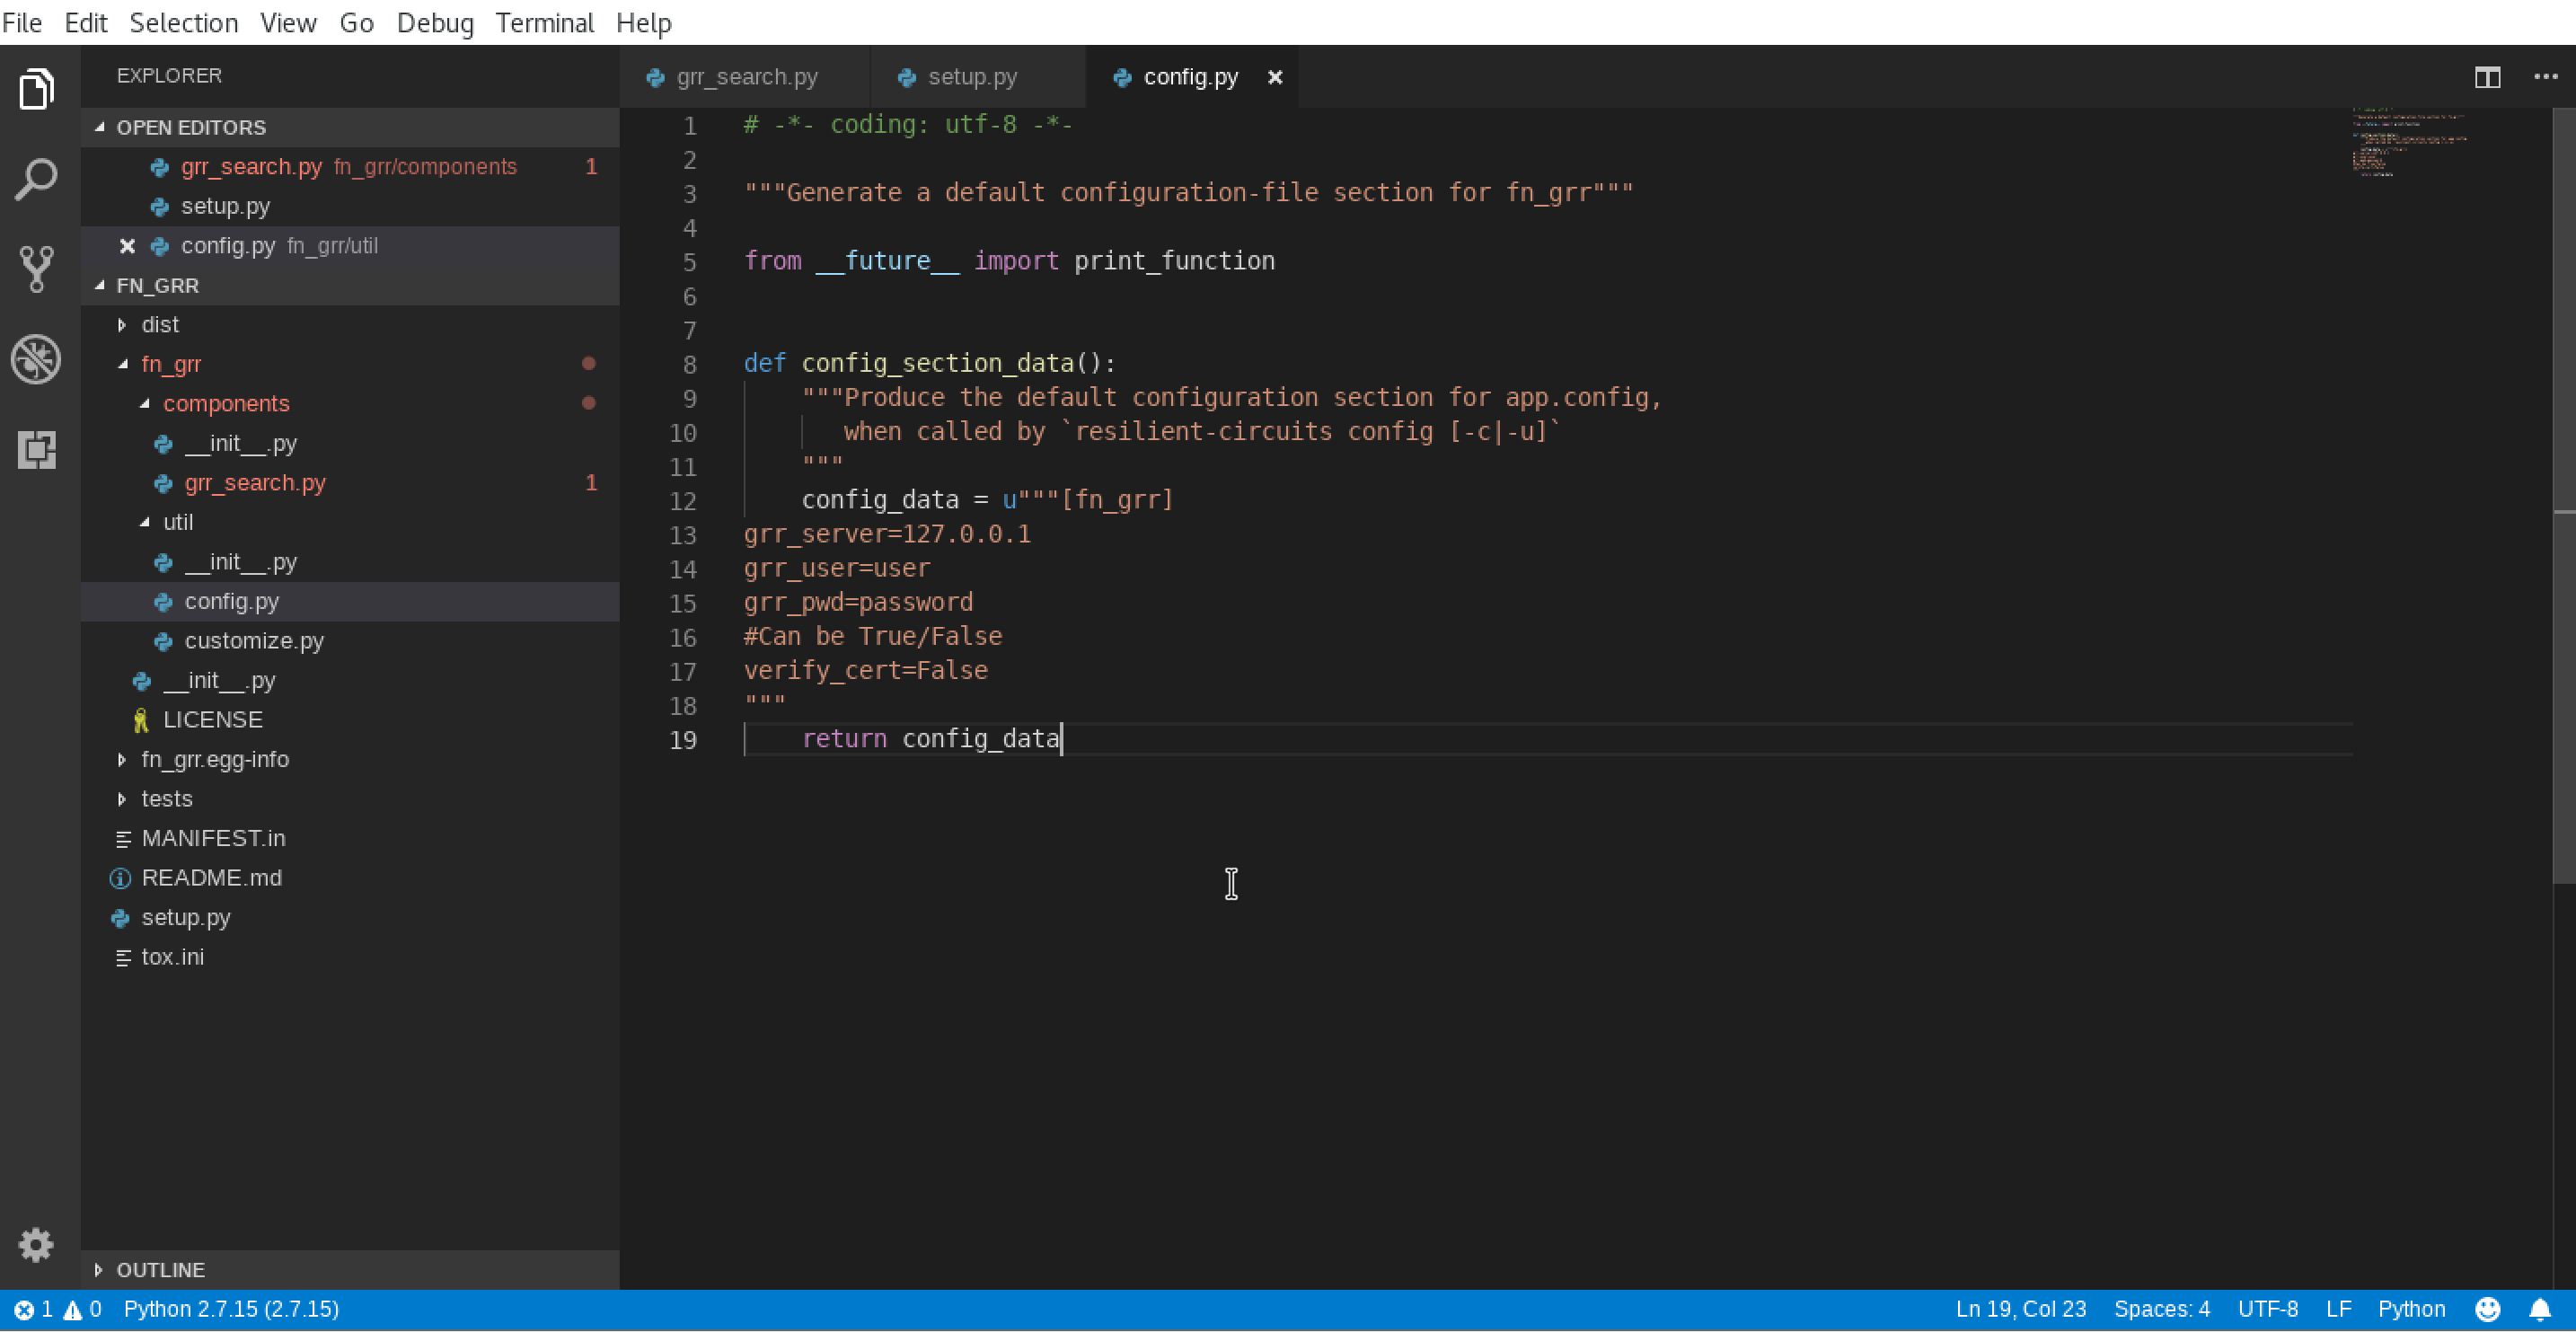 File Edit Selection View Go Debug Terminal Help
EXPLORER
OPEN EDITORS
grr_search.py fn_grr/components 1
setup.py
config.py fn_grr/util
FN_GRR
dist
fn_grr
components
__init__.py
grr_search.py 1
util
__init__.py
config.py
customize.py
__init__.py
LICENSE
fn_grr.egg-info
tests
MANIFEST.in
README.md
setup.py
tox.ini
OUTLINE
grr_search.py setup.py config.py
1 # -*- coding: utf-8 -*-
2
3 """Generate a default configuration-file section for fn_grr"""
4
5 from __future__ import print_function
6
7
8 def config_section_data():
9     """Produce the default configuration section for app.config,
10        when called by `resilient-circuits config [-c|-u]`
11     """
12     config_data = u"""[fn_grr]
13 grr_server=127.0.0.1
14 grr_user=user
15 grr_pwd=password
16 #Can be True/False
17 verify_cert=False
18 """
19     return config_data
1 0 Python 2.7.15 (2.7.15) Ln 19, Col 23 Spaces: 4 UTF-8 LF Python